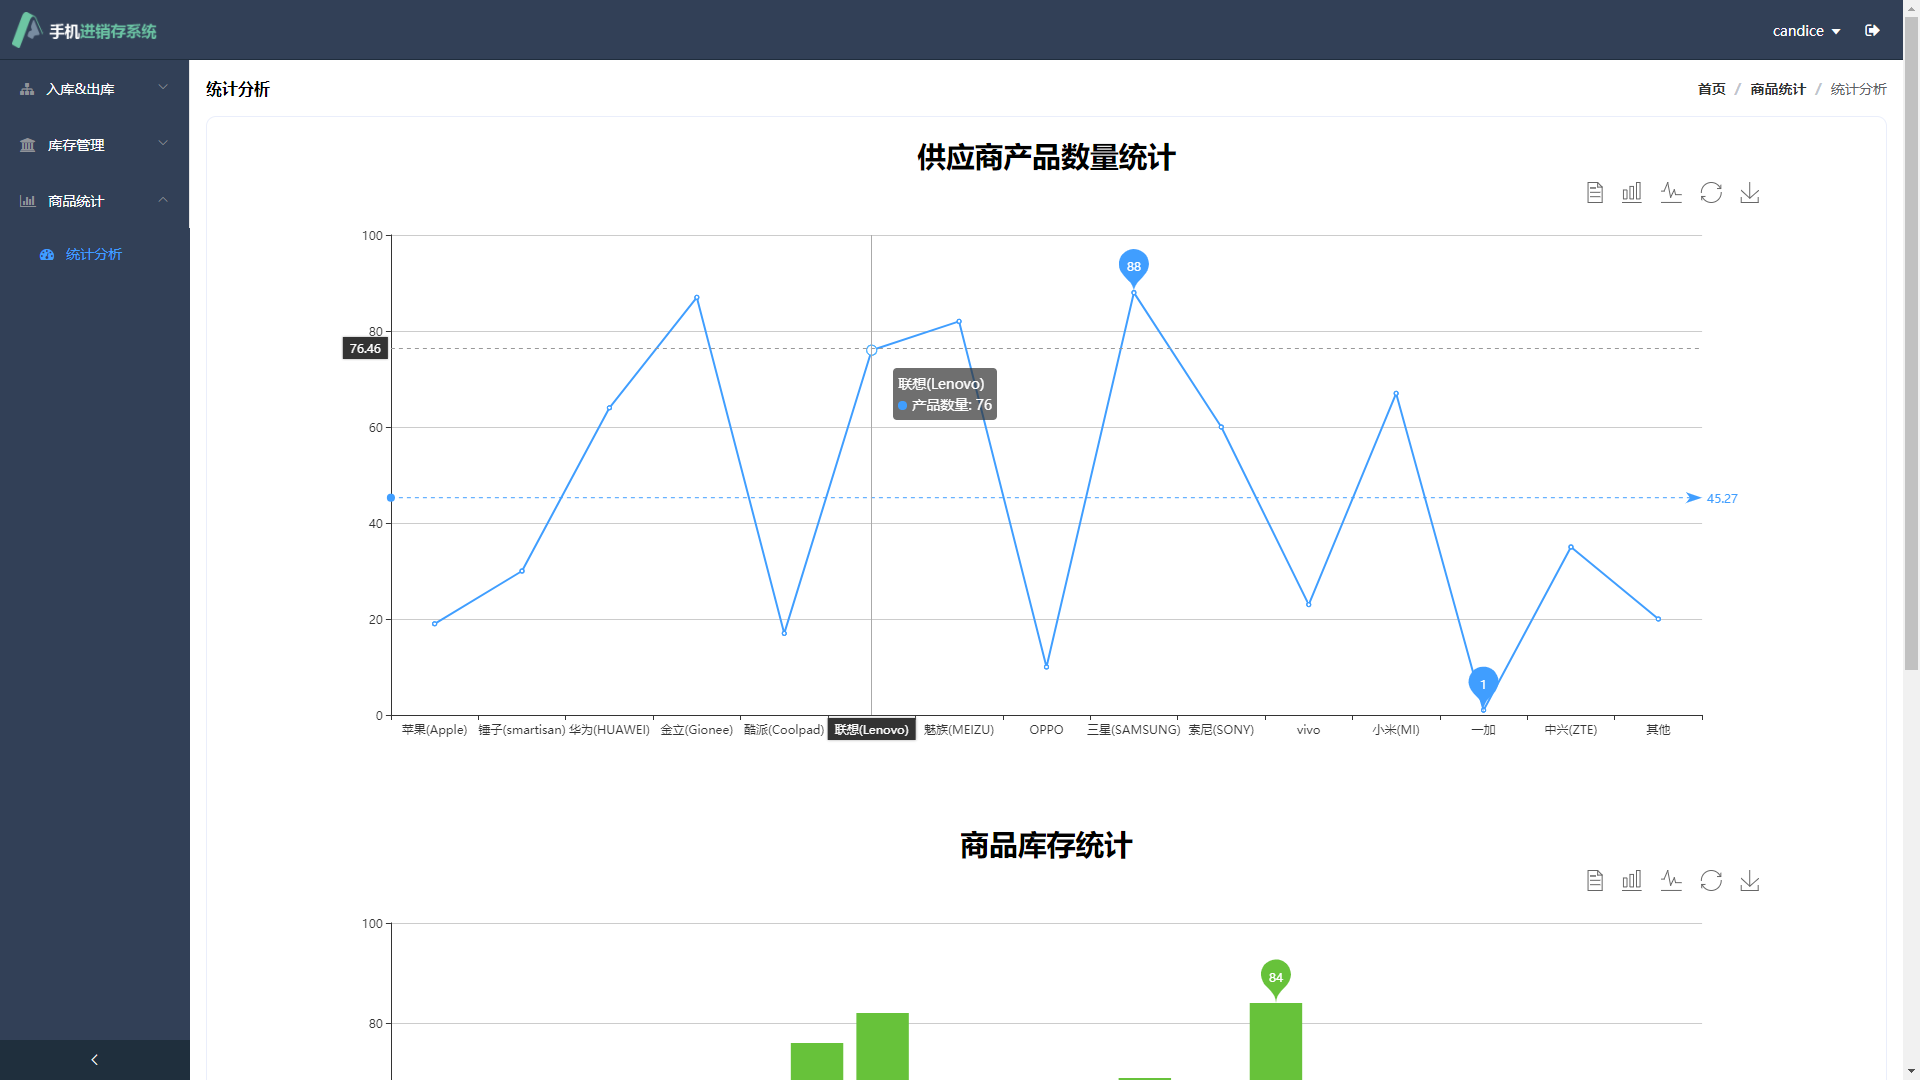 手机进销存系统
candice
入库&出库
库存管理
商品统计
统计分析
统计分析
首页 / 商品统计 / 统计分析
供应商产品数量统计
100
88
80
76.46
联想(Lenovo)
产品数量: 76
60
45.27
40
20
1
0
苹果(Apple) 锤子(smartisan) 华为(HUAWEI) 金立(Gionee) 酷派(Coolpad) 联想(Lenovo) 魅族(MEIZU) OPPO 三星(SAMSUNG) 索尼(SONY) vivo 小米(MI) 一加 中兴(ZTE) 其他
商品库存统计
100
84
80